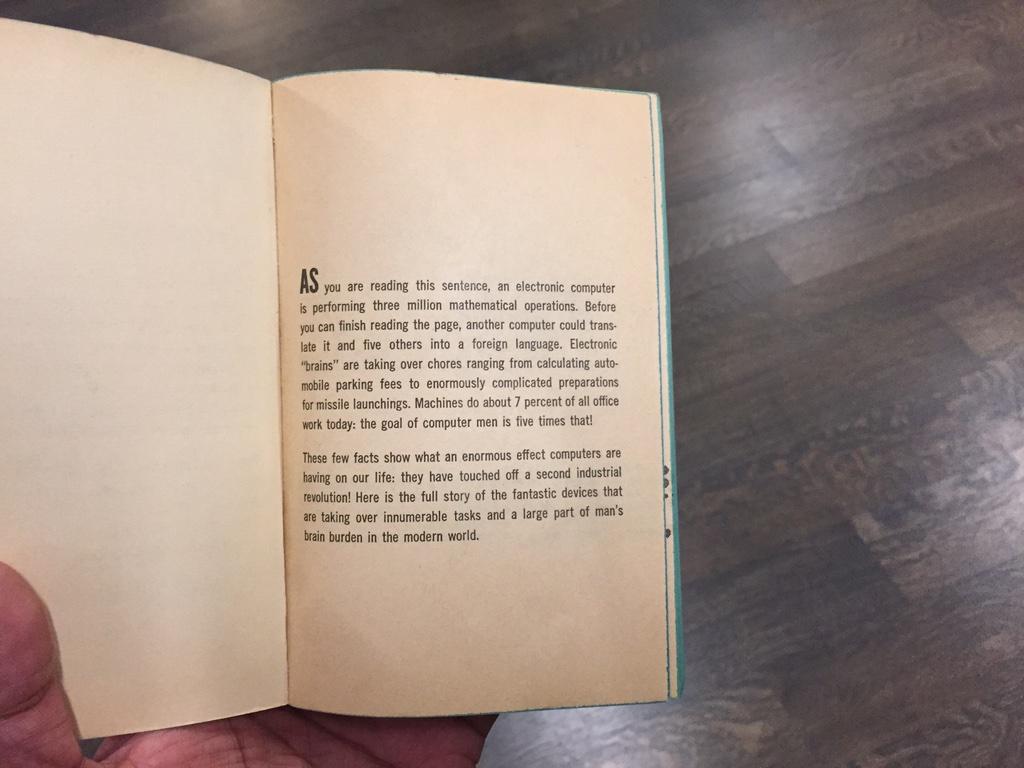 AS you are reading this sentence, an electronic computer
is performing three million mathematical operations. Before
you can finish reading the page, another computer could trans-
late it and five others into a foreign language. Electronic
“brains” are taking over chores ranging from calculating auto-
mobile parking fees to enormously complicated preparations
for missile launchings. Machines do about 7 percent of all office
work today: the goal of computer men is five times that!
These few facts show what an enormous effect computers are
having on our life: they have touched off a second industrial
revolution! Here is the full story of the fantastic devices that
are taking over innumerable tasks and a large part of man’s
brain burden in the modern world.